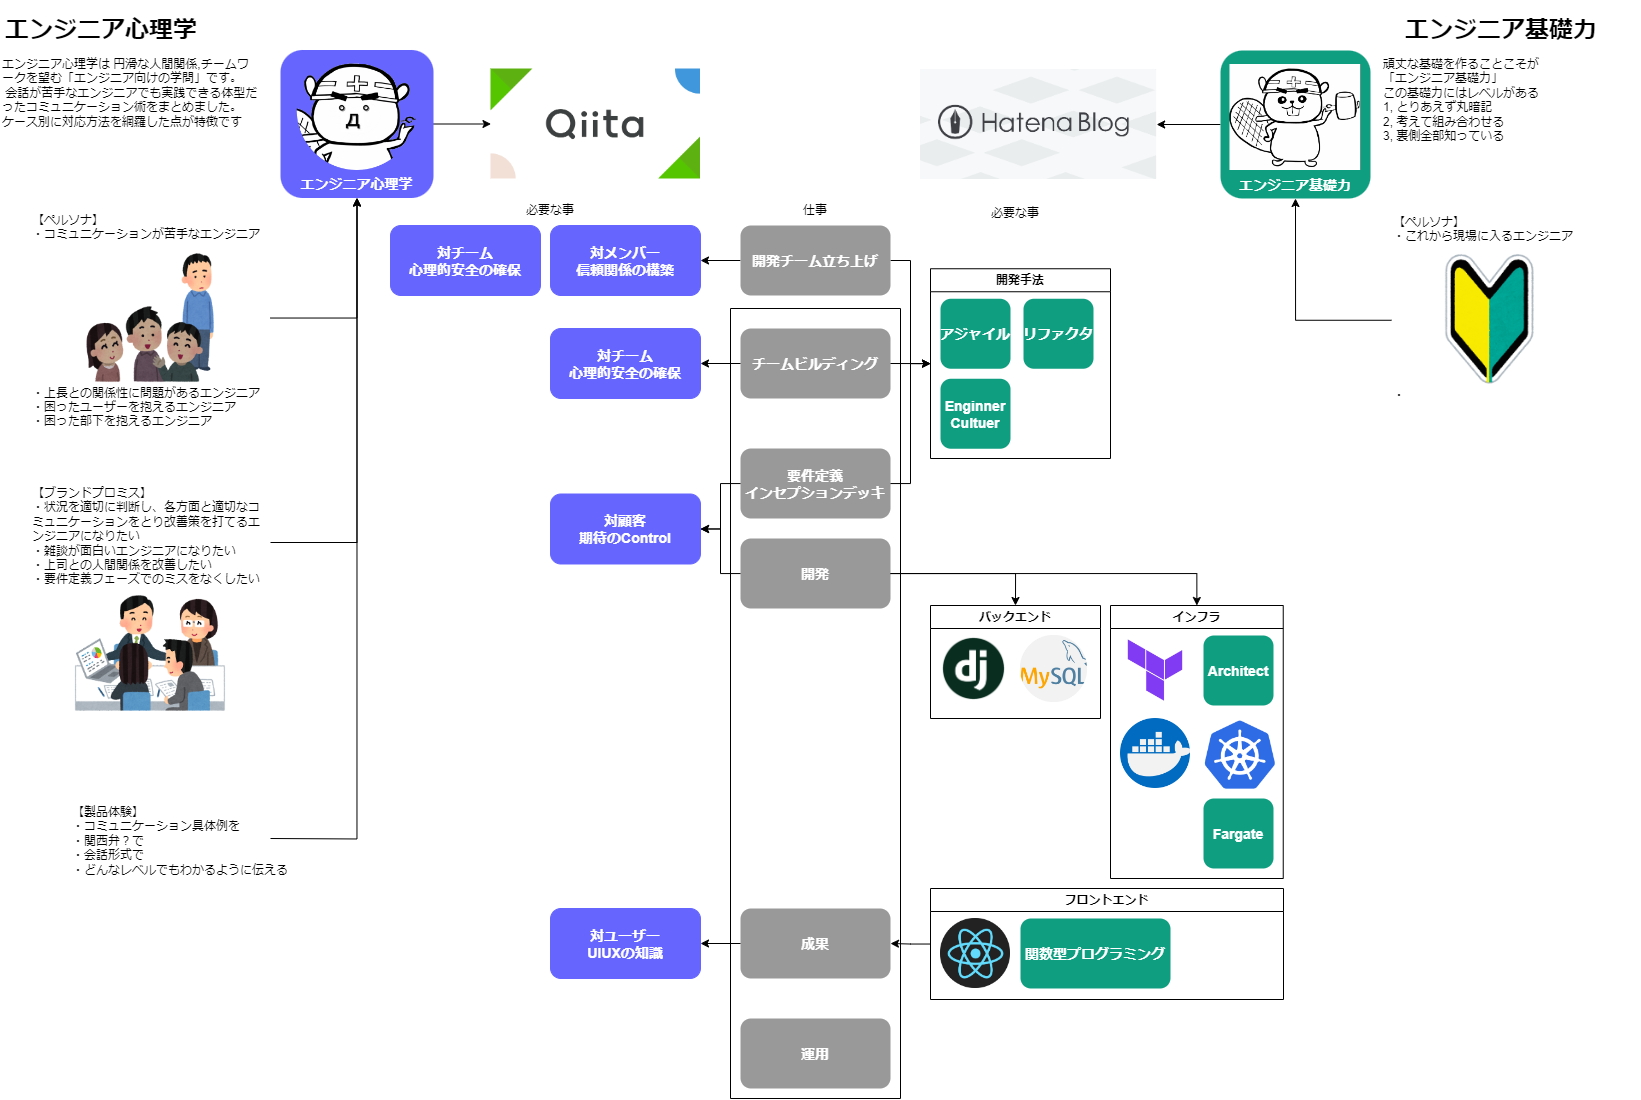 エンジニア心理学
エンジニア心理学は 円滑な人間関係,チームワ
ークを望む「エンジニア向けの学問」です。
会話が苦手なエンジニアでも実践できる体型だ
ったコミュニケーション術をまとめました。
ケース別に対応方法を網羅した点が特徴です
エンジニア心理学
Qiita
Hatena Blog
エンジニア基礎力
エンジニア基礎力
頑丈な基礎を作ることこそが
「エンジニア基礎力」
この基礎力にはレベルがある
1, とりあえず丸暗記
2, 考えて組み合わせる
3, 裏側全部知っている
【ペルソナ】
・コミュニケーションが苦手なエンジニア
・上長との関係性に問題があるエンジニア
・困ったユーザーを抱えるエンジニア
・困った部下を抱えるエンジニア
【ブランドプロミス】
・状況を適切に判断し、各方面と適切なコ
ミュニケーションをとり改善策を打てるエ
ンジニアになりたい
・雑談が面白いエンジニアになりたい
・上司との人間関係を改善したい
・要件定義フェーズでのミスをなくしたい
【製品体験】
・コミュニケーション具体例を
・関西弁？で
・会話形式で
・どんなレベルでもわかるように伝える
必要な事
仕事
必要な事
対チーム
心理的安全の確保
対メンバー
信頼関係の構築
開発チーム立ち上げ
対チーム
心理的安全の確保
チームビルディング
開発手法
アジャイル
リファクタ
Enginner
Cultuer
要件定義
インセプションデッキ
対顧客
期待のControl
開発
バックエンド
dj
MySQL
インフラ
Architect
Fargate
フロントエンド
関数型プログラミング
対ユーザー
UIUXの知識
成果
運用
【ペルソナ】
・これから現場に入るエンジニア
・